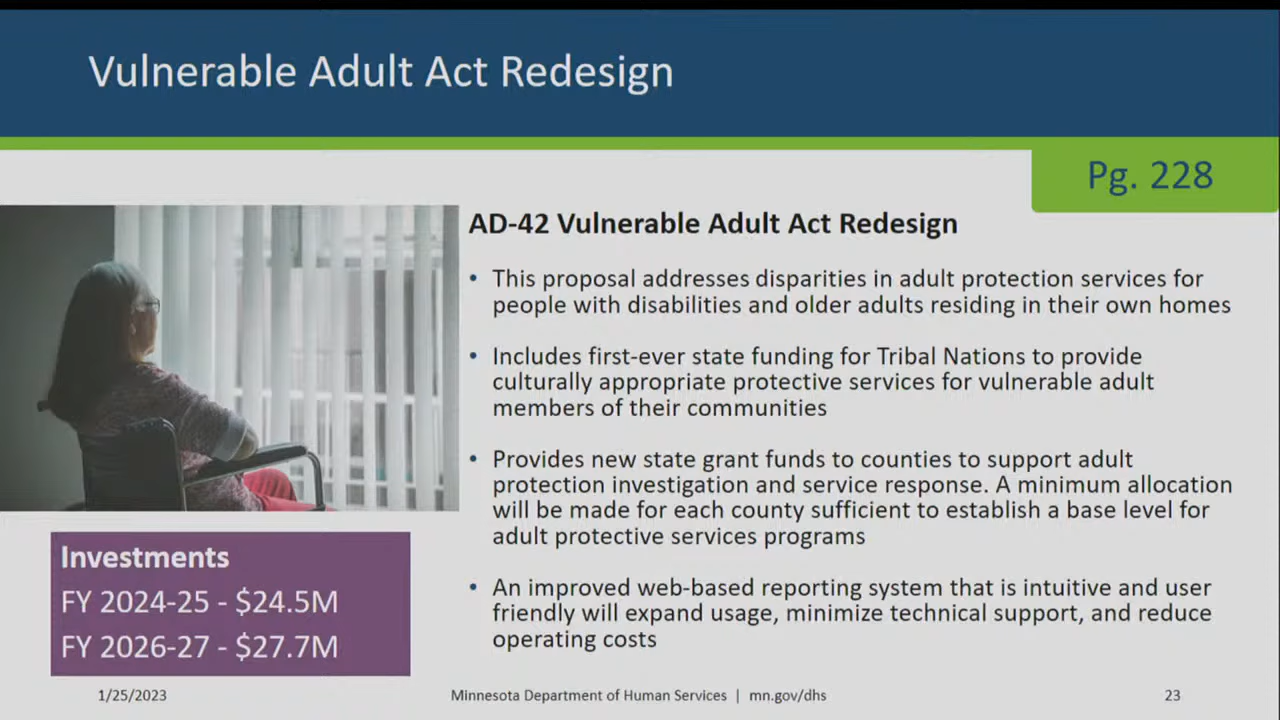 Vulnerable Adult Act Redesign
Pg. 228
AD-42 Vulnerable Adult Act Redesign
• This proposal addresses disparities in adult protection services for
people with disabilities and older adults residing in their own homes
• Includes first-ever state funding for Tribal Nations to provide
culturally appropriate protective services for vulnerable adult
members of their communities
• Provides new state grant funds to counties to support adult
protection investigation and service response. A minimum allocation
will be made for each county sufficient to establish a base level for
adult protective services programs
• An improved web-based reporting system that is intuitive and user
friendly will expand usage, minimize technical support, and reduce
operating costs
Investments
FY 2024-25 - $24.5M
FY 2026-27 - $27.7M
1/25/2023
Minnesota Department of Human Services | mn.gov/dhs
23